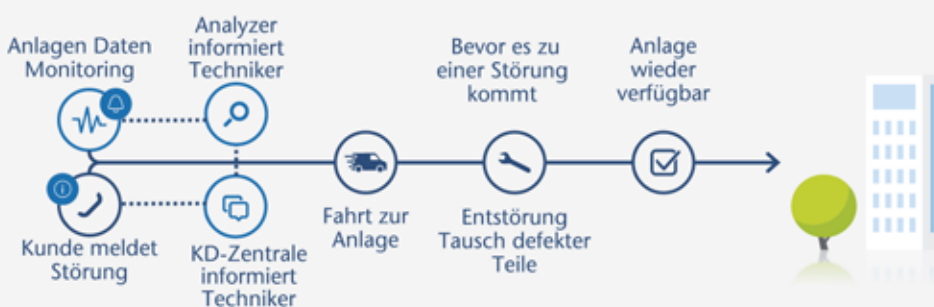 Anlagen Daten
Monitoring
Analyzer
informiert
Techniker
Bevor es zu
einer Störung
kommt
Anlage
wieder
verfügbar
Kunde meldet
Störung
KD-Zentrale
informiert
Techniker
Fahrt zur
Anlage
Entstörung
Tausch defekter
Teile